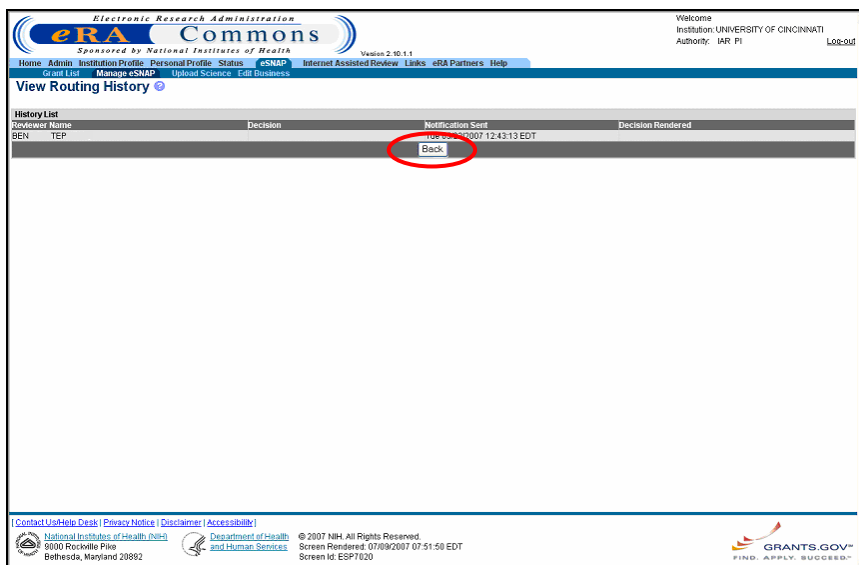 Electronic Research Administration
eRA Commons
Sponsored by National Institutes of Health
Version 2.10.1.1
Welcome
Institution: UNIVERSITY OF CINCINNATI
Authority: IAR PI Log-out
Home Admin Institution Profile Personal Profile Status eSNAP Internet Assisted Review Links eRA Partners Help
Grant List Manage eSNAP Upload Science Edit Business
View Routing History ?
History List
Reviewer Name Decision Notification Sent Decision Rendered
BEN TEP Tue 12:43:13 EDT
Back
[ Contact Us/Help Desk | Privacy Notice | Disclaimer | Accessibility ]
National Institutes of Health (NIH)
9000 Rockville Pike
Bethesda, Maryland 20892
Department of Health
and Human Services
© 2007 NIH. All Rights Reserved.
Screen Rendered: 07/09/2007 07:51:50 EDT
Screen Id: ESP7020
GRANTS.GOV℠
FIND. APPLY. SUCCEED.℠